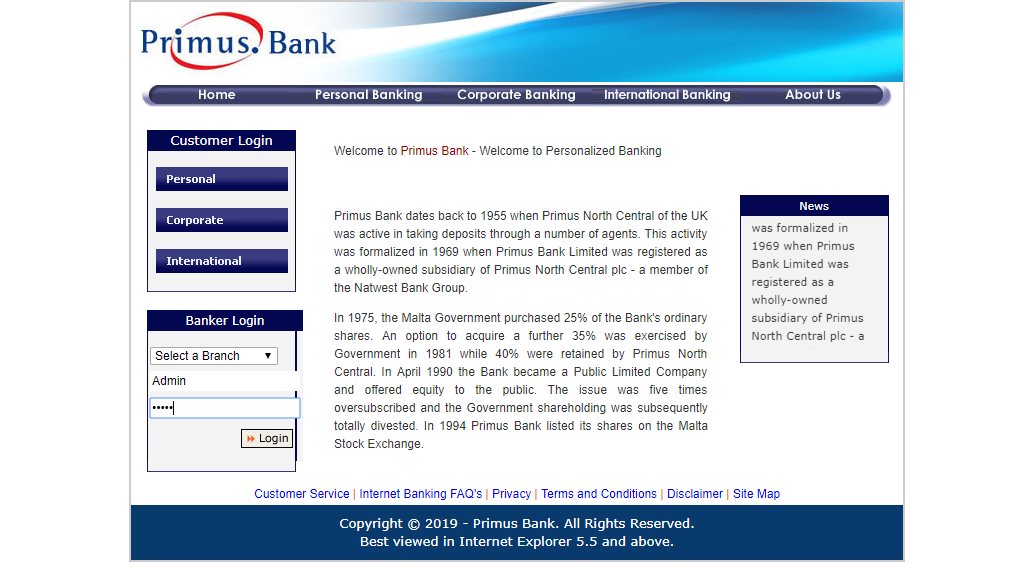 Primus. Bank
Home
Personal Banking
Corporate Banking
International Banking
About Us
Customer Login
Personal
Corporate
International
Banker Login
Select a Branch
Admin
•••••
Login
Welcome to Primus Bank - Welcome to Personalized Banking
Primus Bank dates back to 1955 when Primus North Central of the UK
was active in taking deposits through a number of agents. This activity
was formalized in 1969 when Primus Bank Limited was registered as
a wholly-owned subsidiary of Primus North Central plc - a member of
the Natwest Bank Group.
In 1975, the Malta Government purchased 25% of the Bank's ordinary
shares. An option to acquire a further 35% was exercised by
Government in 1981 while 40% were retained by Primus North
Central. In April 1990 the Bank became a Public Limited Company
and offered equity to the public. The issue was five times
oversubscribed and the Government shareholding was subsequently
totally divested. In 1994 Primus Bank listed its shares on the Malta
Stock Exchange.
News
was formalized in
1969 when Primus
Bank Limited was
registered as a
wholly-owned
subsidiary of Primus
North Central plc - a
Customer Service | Internet Banking FAQ's | Privacy | Terms and Conditions | Disclaimer | Site Map
Copyright © 2019 - Primus Bank. All Rights Reserved.
Best viewed in Internet Explorer 5.5 and above.